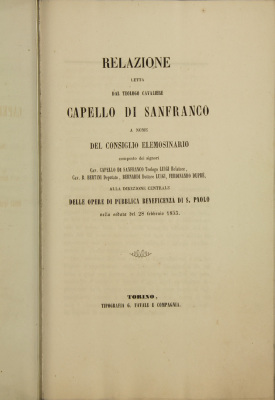 RELAZIONE
LETTA
DAL TEOLOGO CAVALIERE
CAPELLO DI SANFRANCO
A NOME
DEL CONSIGLIO ELEMOSINARIO
composto dei signori
Cav. CAPELLO DI SANFRANCO Teologo LUIGI Relatore,
Cav. B. BERTINI Deputato, BERNARDI Dottore LUIGI, FERDINANDO DUPRÉ,
ALLA DIREZIONE CENTRALE
DELLE OPERE DI PUBBLICA BENEFICENZA DI S. PAOLO
nella seduta del 28 febbraio 1853.
TORINO,
TIPOGRAFIA G. FAVALE E COMPAGNIA.